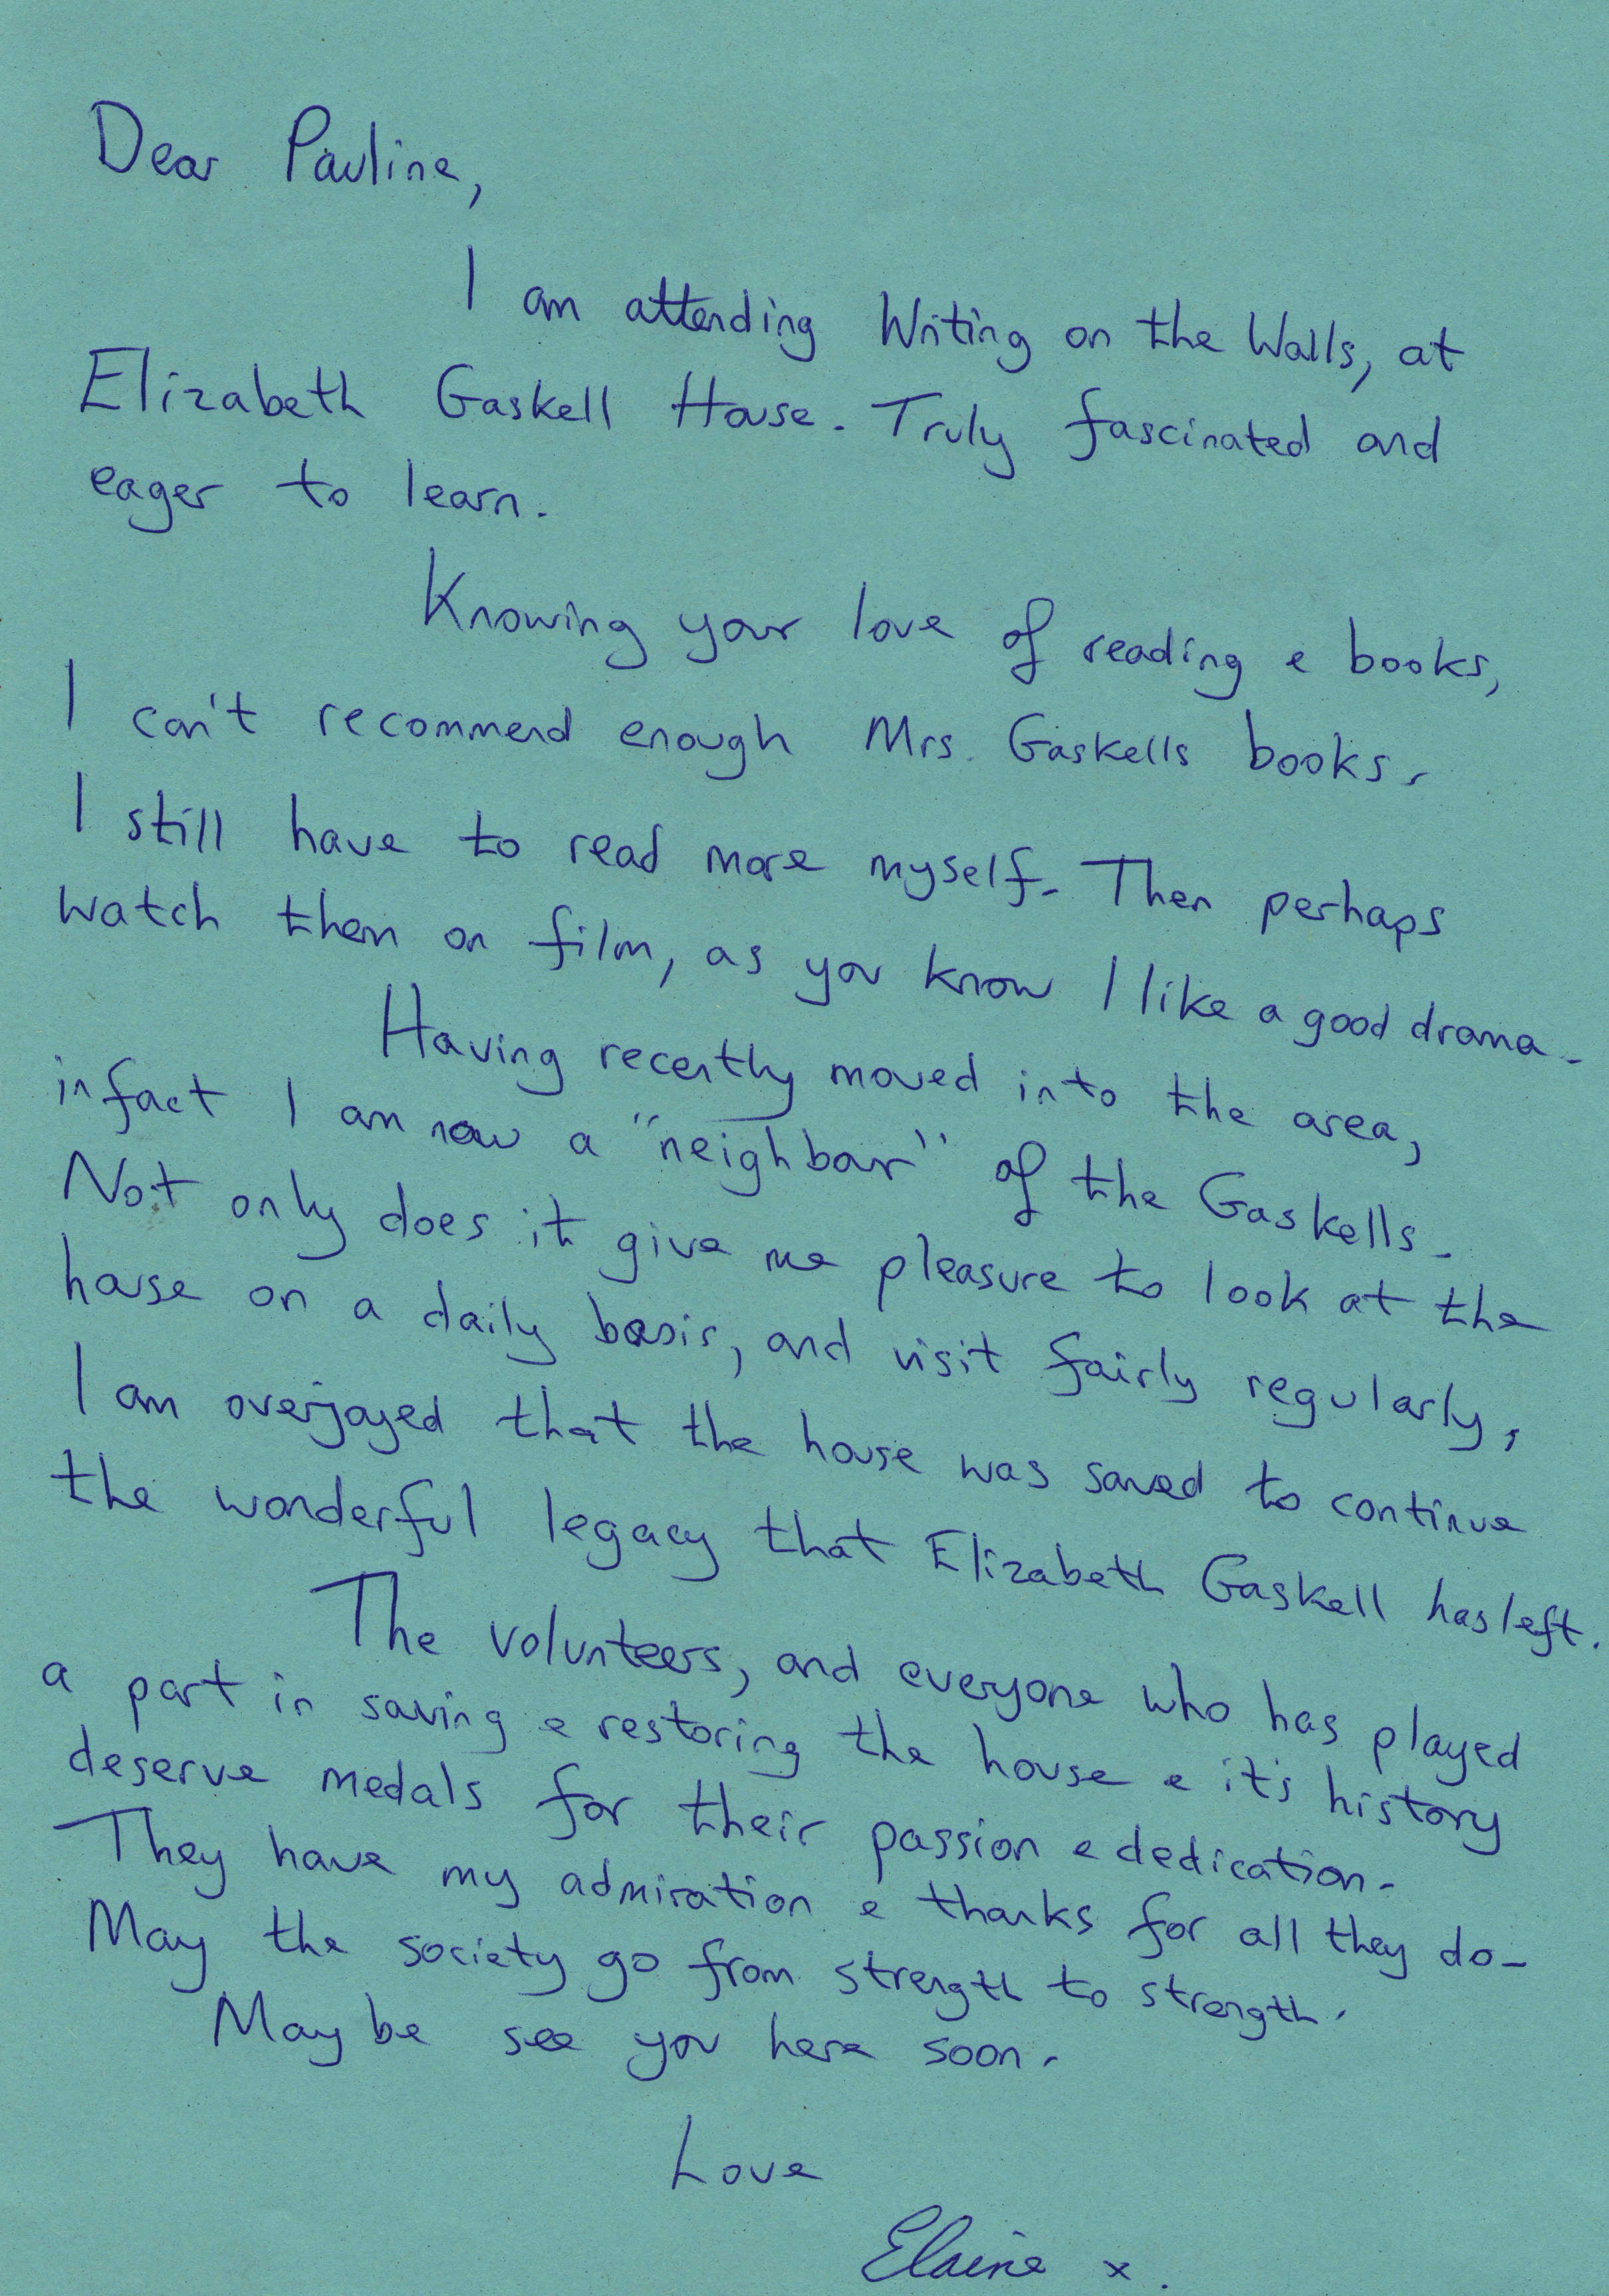 Dear Pauline,
I am attending Writing on the Walls, at
Elizabeth Gaskell House. Truly fascinated and
eager to learn.
Knowing your love of reading e books,
I can't recommend enough Mrs. Gaskells books.
I still have to read more myself. Then perhaps
watch them on film, as you know I like a good drama.
Having recently moved into the area,
infact I am now a "neighbour" of the Gaskells.
Not only does it give me pleasure to look at the
house on a daily basis, and visit fairly regularly,
I am overjoyed that the house was saved to continue
the wonderful legacy that Elizabeth Gaskell has left.
The volunteers, and everyone who has played
a part in saving e restoring the house e it's history
deserve medals for their passion e dedication.
They have my admiration e thanks for all they do.
May the society go from strength to strength.
May be see you here soon.
Love
Elaine x.